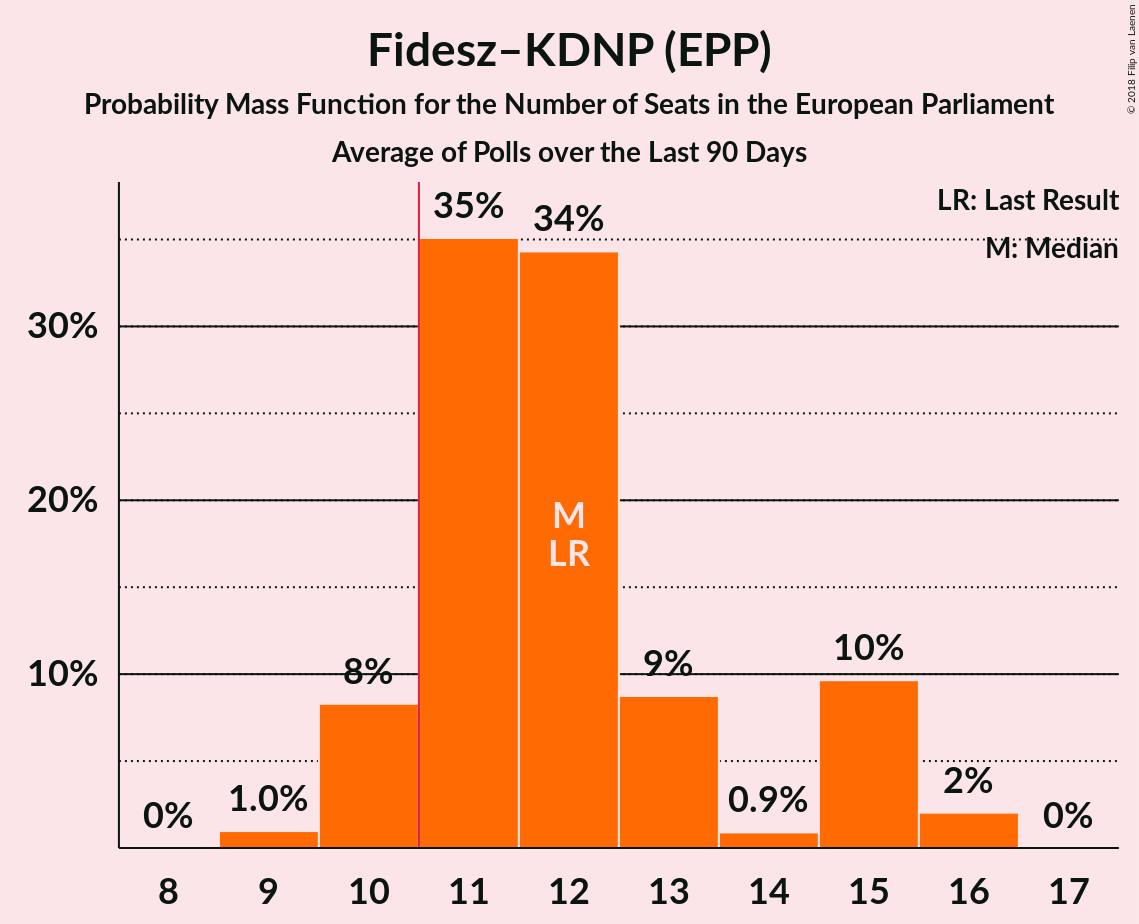 Fidesz–KDNP (EPP)
Probability Mass Function for the Number of Seats in the European Parliament
Average of Polls over the Last 90 Days
© 2018 Filip van Laenen
LR: Last Result
M: Median
35%
34%
30%
20%
10%
M
LR
0%
1.0%
8%
9%
0.9%
10%
2%
0%
8 9 10 11 12 13 14 15 16 17